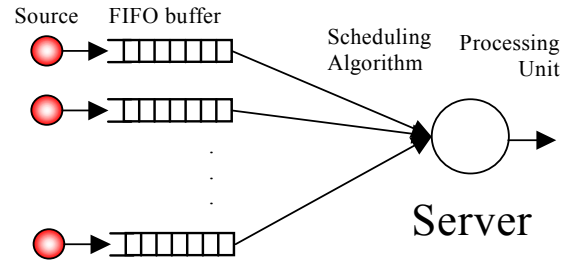 Source FIFO buffer
Scheduling
Algorithm
Processing
Unit
Server